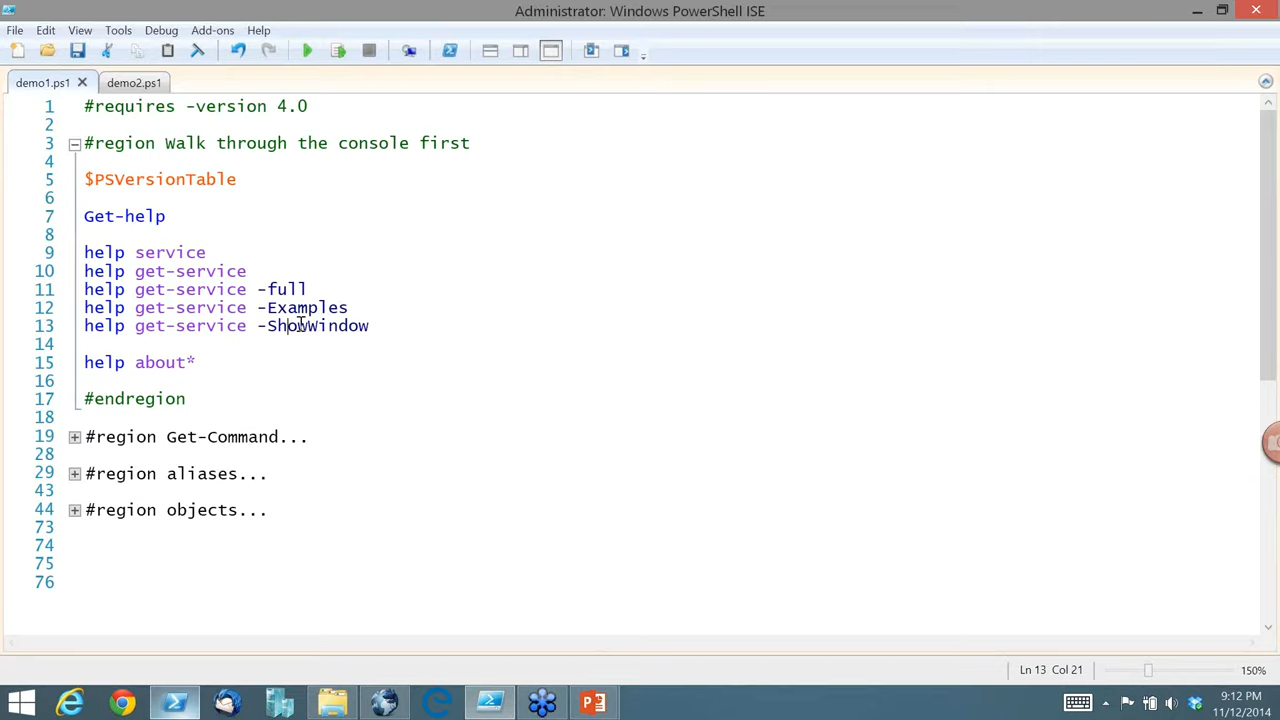 Administrator: Windows PowerShell ISE
File Edit View Tools Debug Add-ons Help
demo1.ps1 demo2.ps1
1 #requires -version 4.0
2
3 #region Walk through the console first
4
5 $PSVersionTable
6
7 Get-help
8
9 help service
10 help get-service
11 help get-service -full
12 help get-service -Examples
13 help get-service -ShowWindow
14
15 help about*
16
17 #endregion
18
19 #region Get-Command...
28
29 #region aliases...
43
44 #region objects...
73
74
75
76
Ln 13 Col 21 150%
9:12 PM
11/12/2014